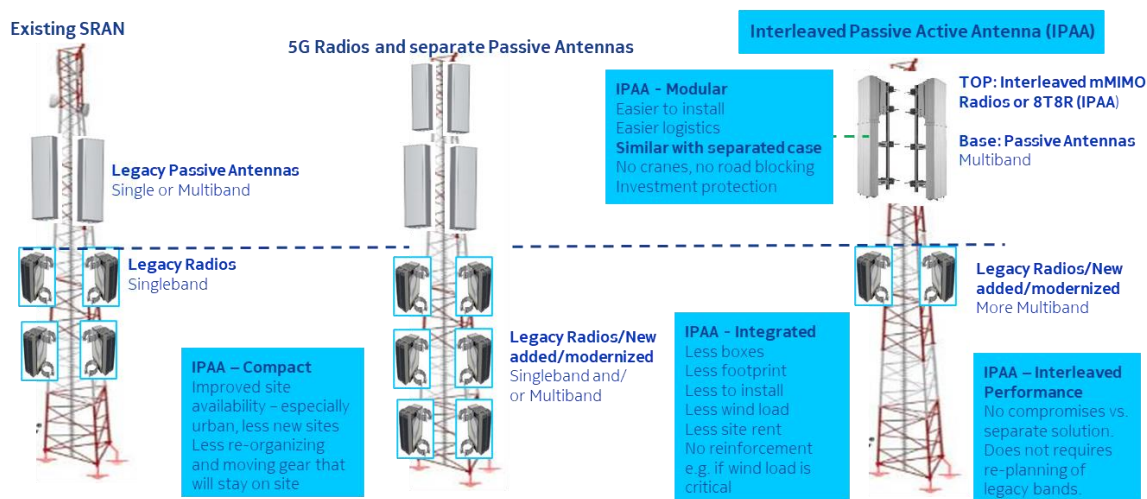 Existing SRAN
5G Radios and separate Passive Antennas
Interleaved Passive Active Antenna (IPAA)
Legacy Passive Antennas
Single or Multiband
Legacy Radios
Singleband
IPAA – Compact
Improved site
availability – especially
urban, less new sites
Less re-organizing
and moving gear that
will stay on site
Legacy Radios/New
added/modernized
Singleband and/
or Multiband
IPAA - Modular
Easier to install
Easier logistics
Similar with separated case
No cranes, no road blocking
Investment protection
TOP: Interleaved mMIMO
Radios or 8T8R (IPAA)
Base: Passive Antennas
Multiband
IPAA - Integrated
Less boxes
Less footprint
Less to install
Less wind load
Less site rent
No reinforcement
e.g. if wind load is
critical
Legacy Radios/New
added/modernized
More Multiband
IPAA – Interleaved
Performance
No compromises vs.
separate solution.
Does not requires
re-planning of
legacy bands.